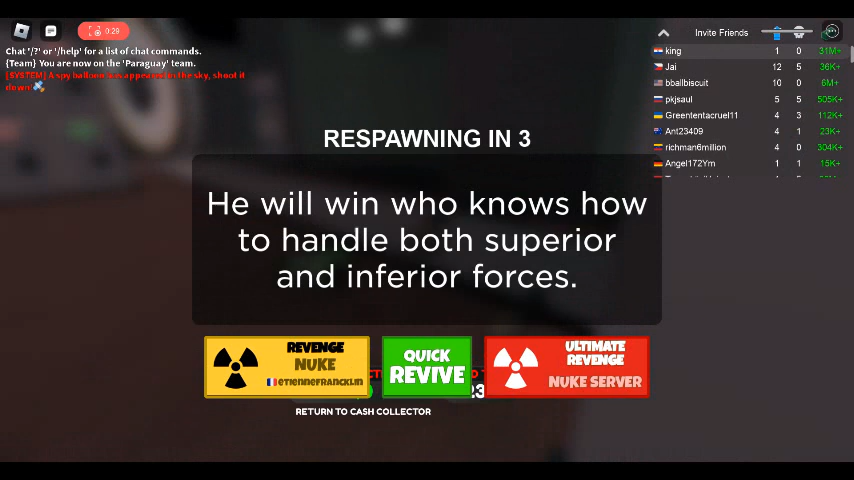 0:29
Chat '/?' or '/help' for a list of chat commands.
{Team} You are now on the 'Paraguay' team.
[SYSTEM] A spy balloon has appeared in the sky, shoot it
down!
Invite Friends
king 1 0 31M+
Jai 12 5 36K+
bballbiscuit 10 0 6M+
pkjsaul 5 5 505K+
Greententacruel11 4 3 112K+
Ant23409 4 1 23K+
richman6million 4 0 304K+
Angel172Ym 1 1 15K+
RESPAWNING IN 3
He will win who knows how
to handle both superior
and inferior forces.
REVENGE
NUKE
@etiennefrancklin
QUICK
REVIVE
ULTIMATE
REVENGE
NUKE SERVER
RETURN TO CASH COLLECTOR